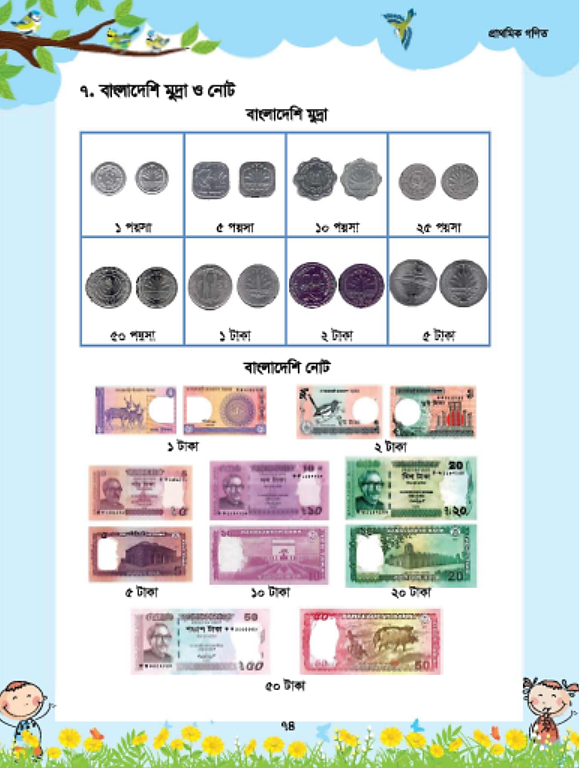 প্রাথমিক গণিত
৭. বাংলাদেশি মুদ্রা ও নোট
বাংলাদেশি মুদ্রা
১ পয়সা
৫ পয়সা
১০ পয়সা
২৫ পয়সা
৫০ পয়সা
১ টাকা
২ টাকা
৫ টাকা
বাংলাদেশি নোট
১ টাকা
২ টাকা
৫ টাকা
১০ টাকা
২০ টাকা
৫০ টাকা
৭৪